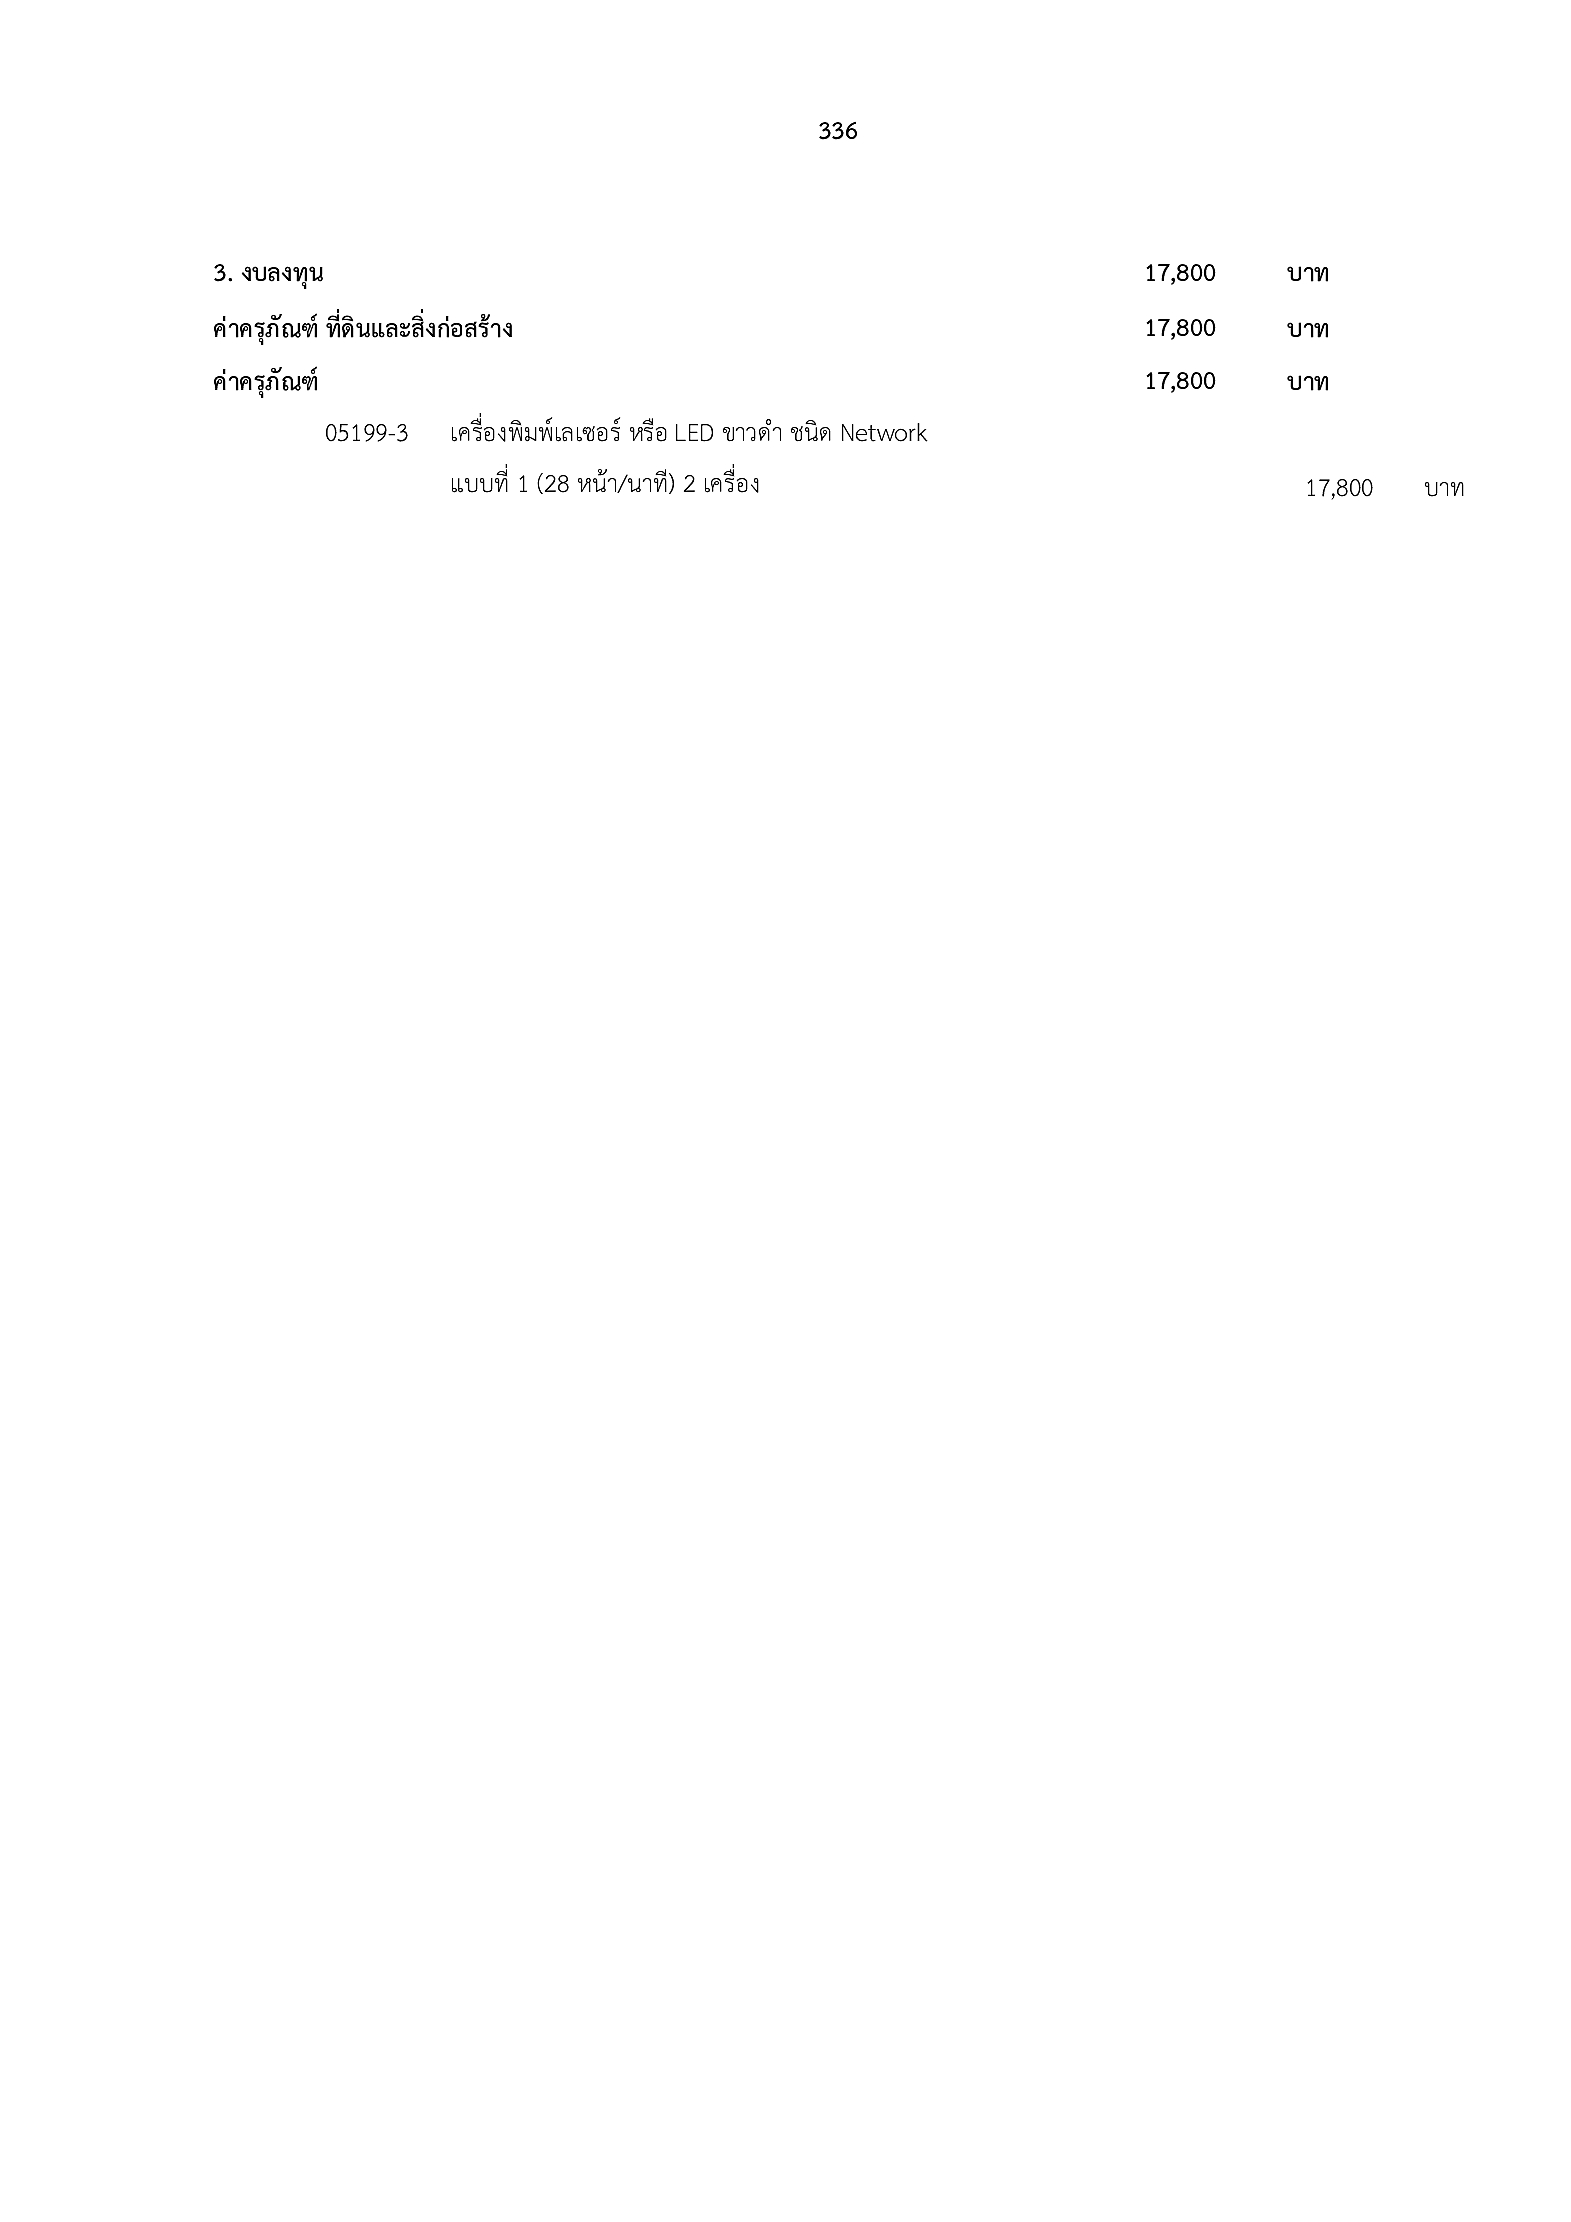 336
3. งบลงทุน 17,800 บาท
ค่าครุภัณฑ์ ที่ดินและสิ่งก่อสร้าง 17,800 บาท
ค่าครุภัณฑ์ 17,800 บาท
05199-3 เครื่องพิมพ์เลเซอร์ หรือ LED ขาวดำ ชนิด Network
แบบที่ 1 (28 หน้า/นาที) 2 เครื่อง 17,800 บาท